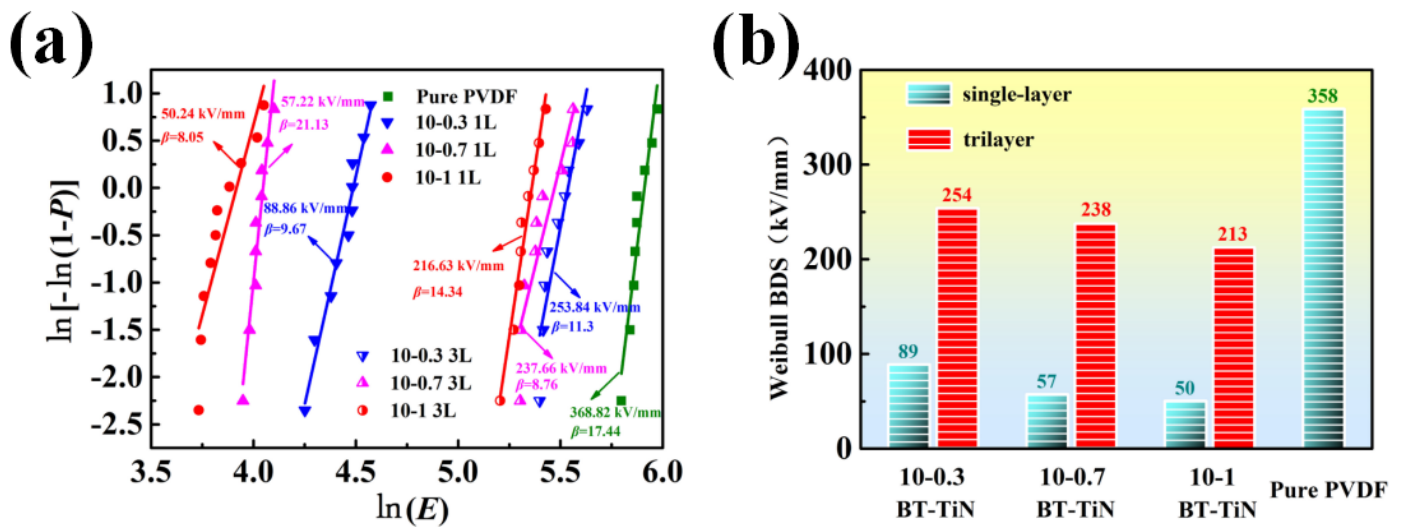 (a)
ln[-ln(1-P)]
1.0
0.5
0.0
-0.5
-1.0
-1.5
-2.0
-2.5
3.5 4.0 4.5 5.0 5.5 6.0
ln(E)
50.24 kV/mm
β=8.05
57.22 kV/mm
β=21.13
88.86 kV/mm
β=9.67
Pure PVDF
10-0.3 1L
10-0.7 1L
10-1 1L
216.63 kV/mm
β=14.34
253.84 kV/mm
β=11.3
237.66 kV/mm
β=8.76
368.82 kV/mm
β=17.44
10-0.3 3L
10-0.7 3L
10-1 3L
(b)
Weibull BDS（kV/mm)
400
300
200
100
0
single-layer
trilayer
89
254
57
238
50
213
358
10-0.3
BT-TiN
10-0.7
BT-TiN
10-1
BT-TiN
Pure PVDF